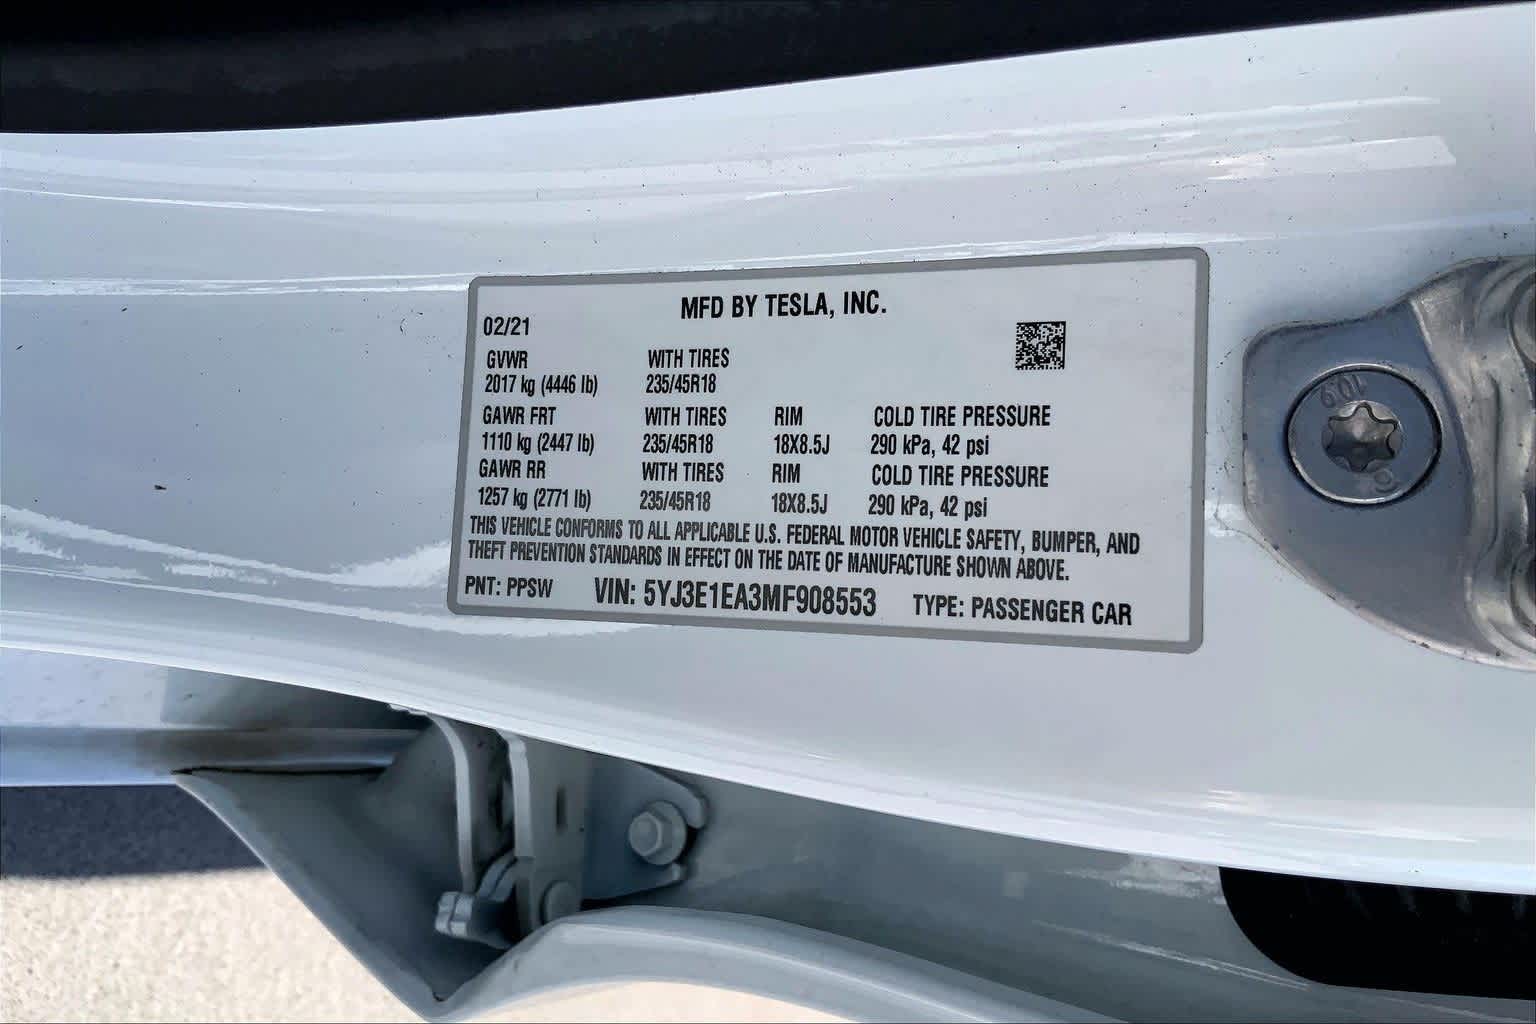 MFD BY TESLA, INC.
02/21
GVWR WITH TIRES
2017 kg (4446 lb) 235/45R18
GAWR FRT WITH TIRES RIM COLD TIRE PRESSURE
1110 kg (2447 lb) 235/45R18 18X8.5J 290 kPa, 42 psi
GAWR RR WITH TIRES RIM COLD TIRE PRESSURE
1257 kg (2771 lb) 235/45R18 18X8.5J 290 kPa, 42 psi
THIS VEHICLE CONFORMS TO ALL APPLICABLE U.S. FEDERAL MOTOR VEHICLE SAFETY, BUMPER, AND
THEFT PREVENTION STANDARDS IN EFFECT ON THE DATE OF MANUFACTURE SHOWN ABOVE.
PNT: PPSW VIN: 5YJ3E1EA3MF908553 TYPE: PASSENGER CAR
10.9